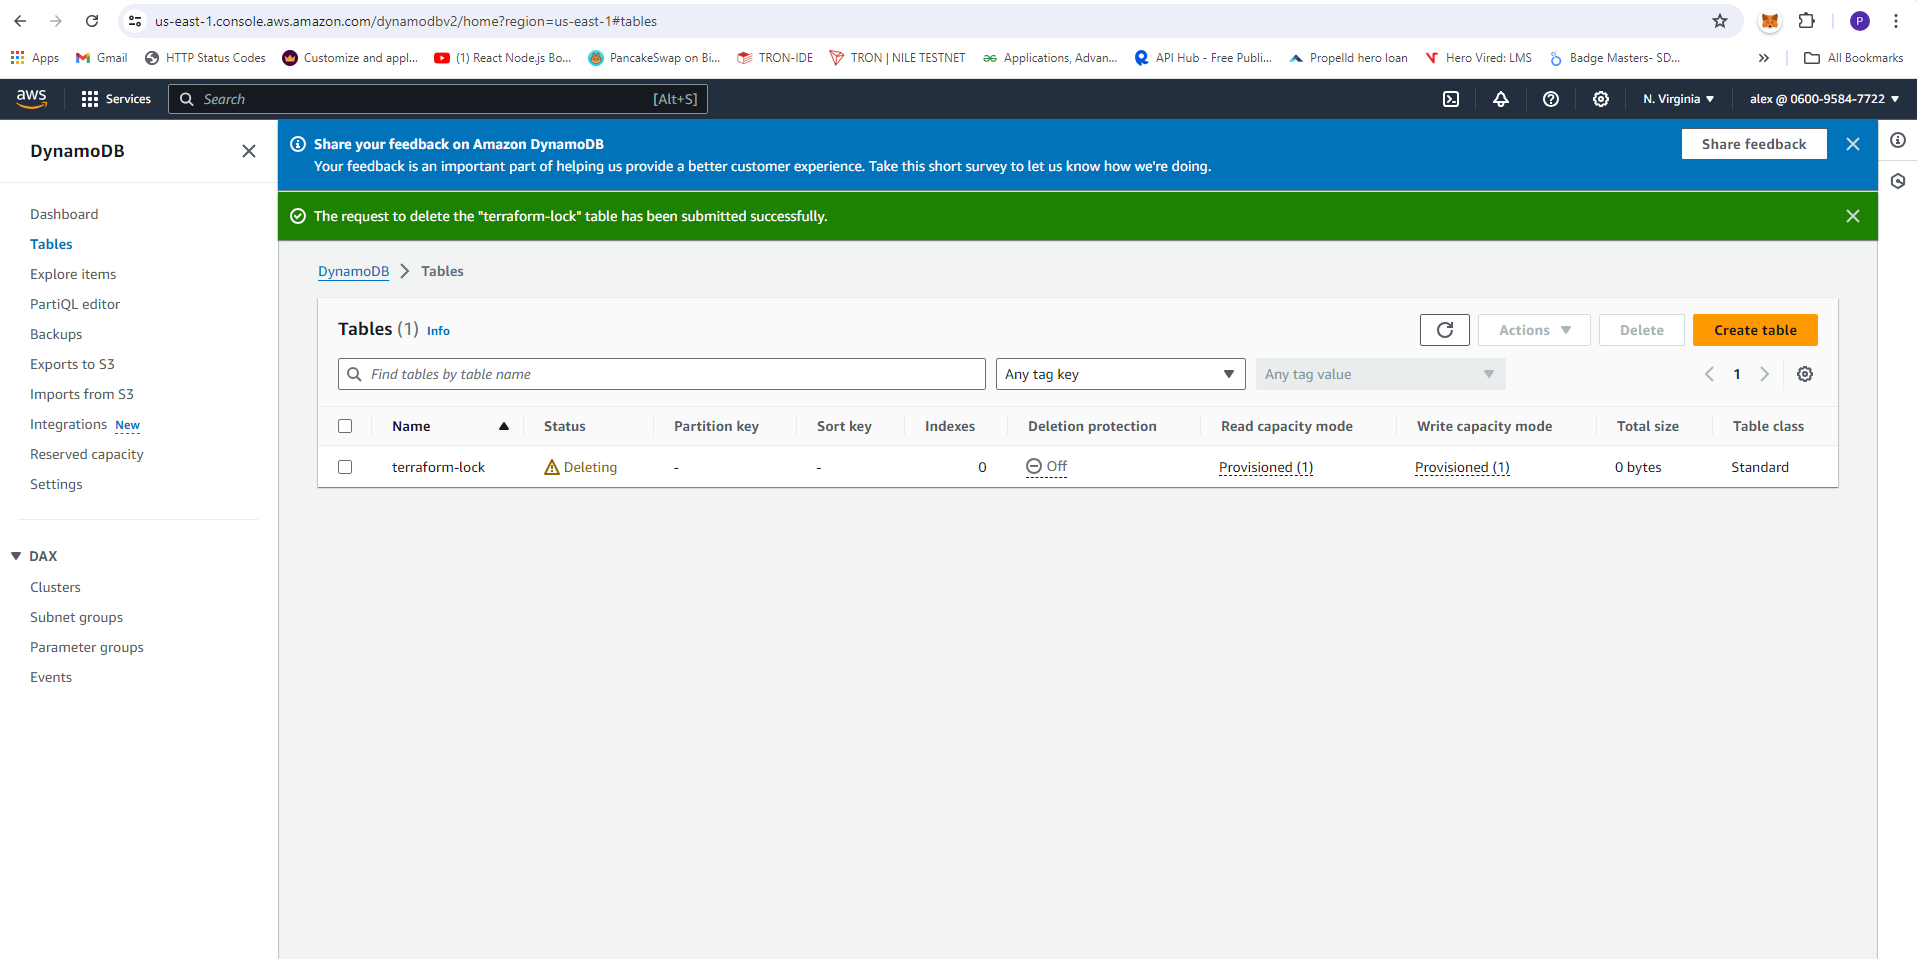 us-east-1.console.aws.amazon.com/dynamodbv2/home?region=us-east-1#tables
P
Apps Gmail HTTP Status Codes Customize and appl... (1) React Node.js Bo... PancakeSwap on Bi... TRON-IDE TRON | NILE TESTNET Applications, Advan... API Hub - Free Publi... Propelld hero loan Hero Vired: LMS Badge Masters- SD... » All Bookmarks
aws Services Search [Alt+S] N. Virginia alex @ 0600-9584-7722
DynamoDB
Dashboard
Tables
Explore items
PartiQL editor
Backups
Exports to S3
Imports from S3
Integrations New
Reserved capacity
Settings
DAX
Clusters
Subnet groups
Parameter groups
Events
Share your feedback on Amazon DynamoDB
Your feedback is an important part of helping us provide a better customer experience. Take this short survey to let us know how we're doing.
Share feedback
The request to delete the "terraform-lock" table has been submitted successfully.
DynamoDB Tables
Tables (1) Info
Actions Delete Create table
Find tables by table name Any tag key Any tag value 1
Name Status Partition key Sort key Indexes Deletion protection Read capacity mode Write capacity mode Total size Table class
terraform-lock Deleting - - 0 Off Provisioned (1) Provisioned (1) 0 bytes Standard